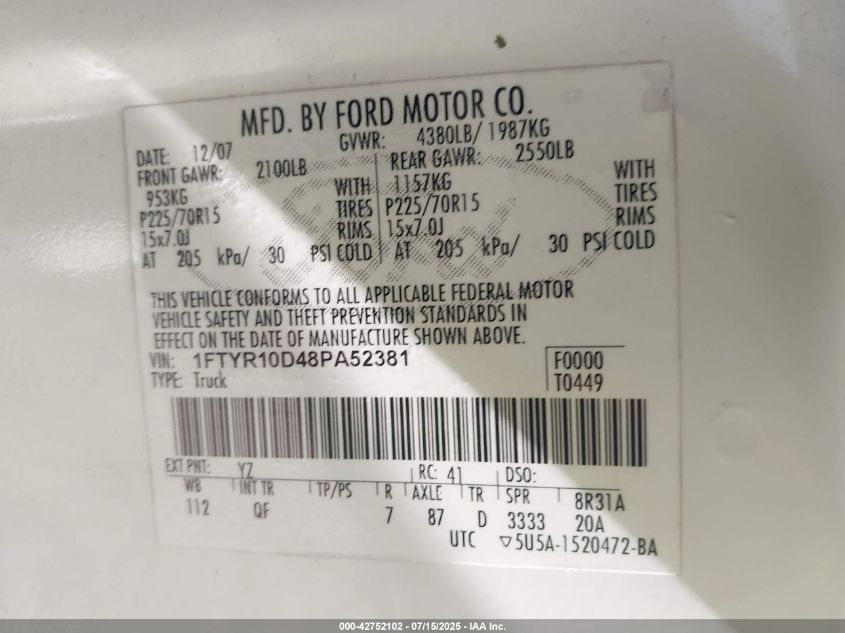 MFD. BY FORD MOTOR CO.
DATE: 12/07 GVWR: 4380LB/ 1987KG
FRONT GAWR: 2100LB REAR GAWR: 2550LB
953KG WITH 1157KG WITH
P225/70R15 TIRES P225/70R15 TIRES
15x7.0J RIMS 15x7.0J RIMS
AT 205 kPa/ 30 PSI COLD AT 205 kPa/ 30 PSI COLD
Ford
THIS VEHICLE CONFORMS TO ALL APPLICABLE FEDERAL MOTOR
VEHICLE SAFETY AND THEFT PREVENTION STANDARDS IN
EFFECT ON THE DATE OF MANUFACTURE SHOWN ABOVE.
VIN: 1FTYR10D48PA52381 F0000
TYPE: Truck T0449
EXT PNT: YZ RC: 41 DSO:
WB INT TR TP/PS R AXLE TR SPR 8R31A
112 QF 7 87 D 3333 20A
UTC ▽5U5A-1520472-BA
000-42752102 - 07/15/2025 - IAA Inc.